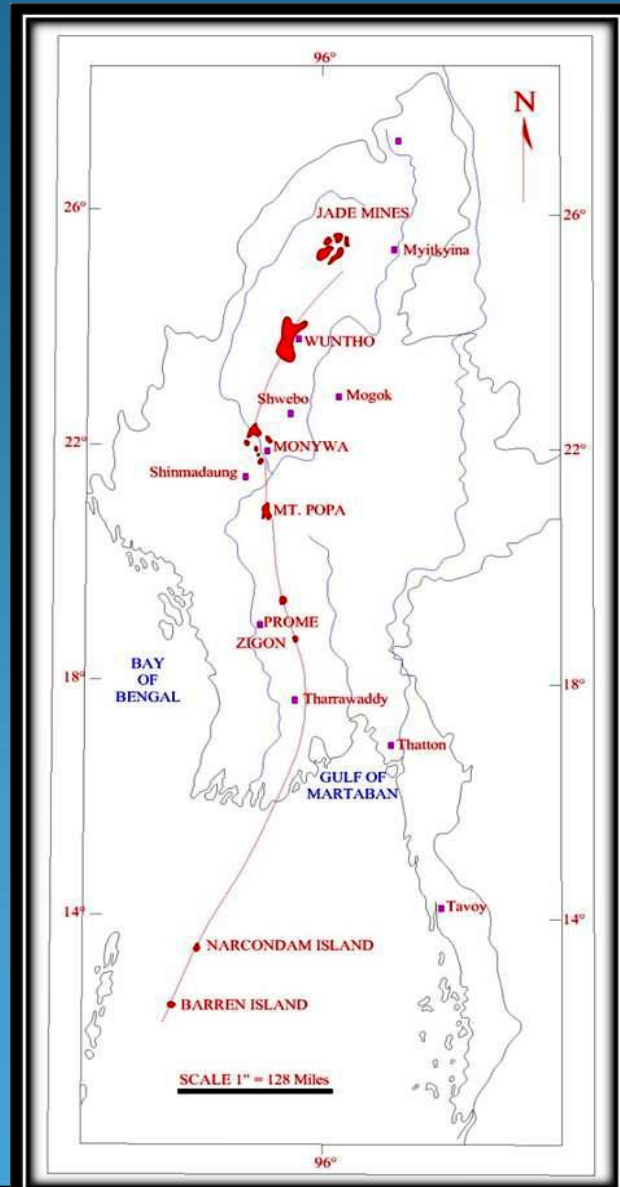 96°
N
26°
26°
JADE MINES
Myitkyina
WUNTHO
Shwebo
Mogok
22°
22°
MONYWA
Shinmadaung
MT. POPA
PROME
ZIGON
BAY
OF
BENGAL
18°
18°
Tharrawaddy
Thatton
GULF OF
MARTABAN
Tavoy
14°
14°
NARCONDAM ISLAND
BARREN ISLAND
SCALE 1" = 128 Miles
96°